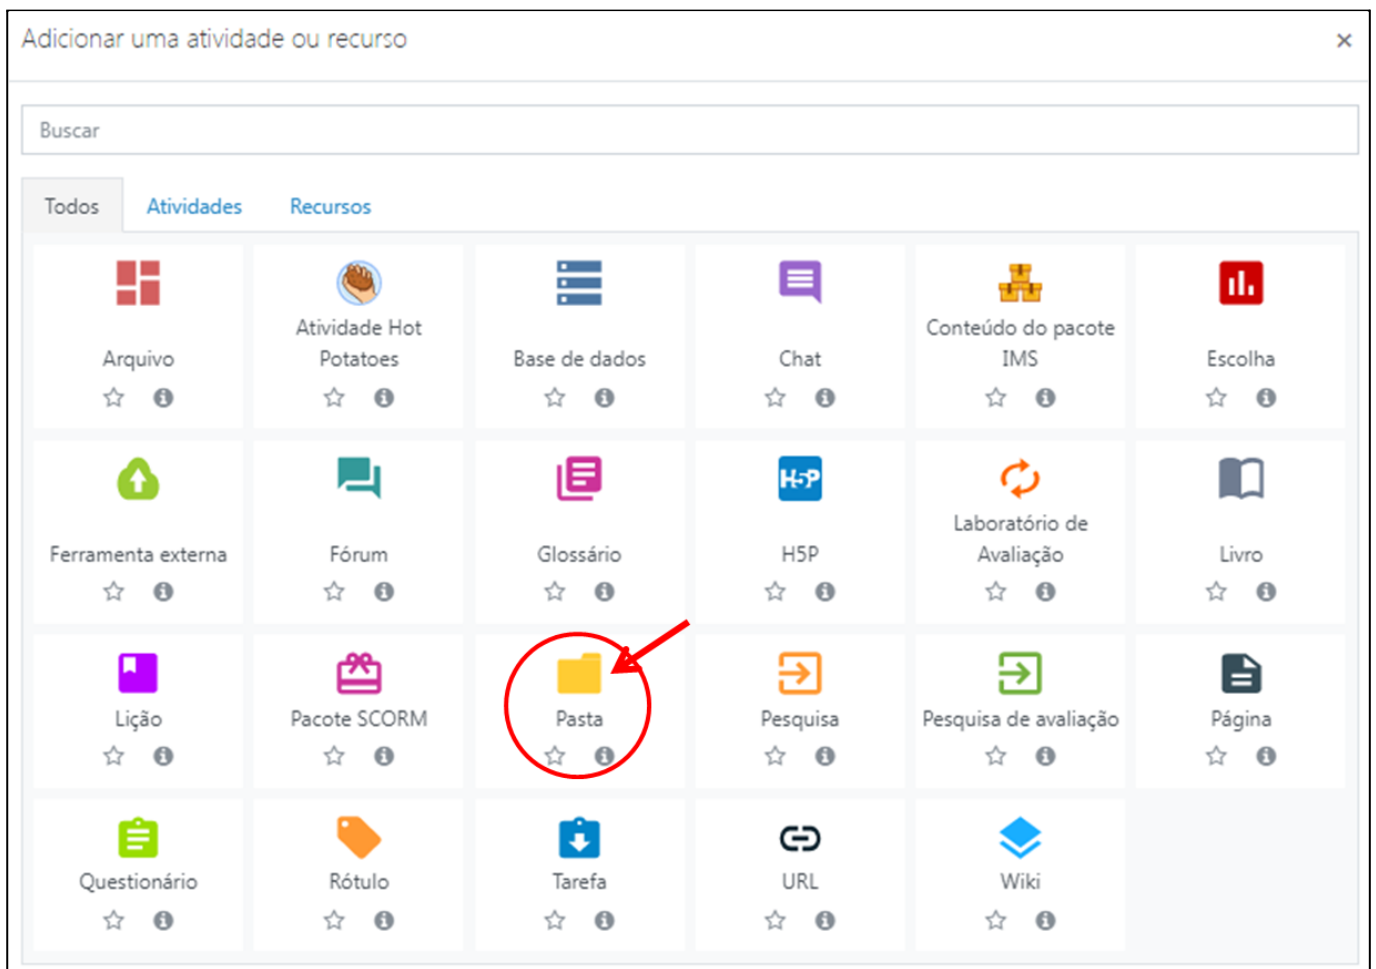 Adicionar uma atividade ou recurso
Buscar
Todos Atividades Recursos
Arquivo
Atividade Hot
Potatoes
Base de dados
Chat
Conteúdo do pacote
IMS
Escolha
Ferramenta externa
Fórum
Glossário
H5P
H5P
Laboratório de
Avaliação
Livro
Lição
Pacote SCORM
Pasta
Pesquisa
Pesquisa de avaliação
Página
Questionário
Rótulo
Tarefa
URL
Wiki